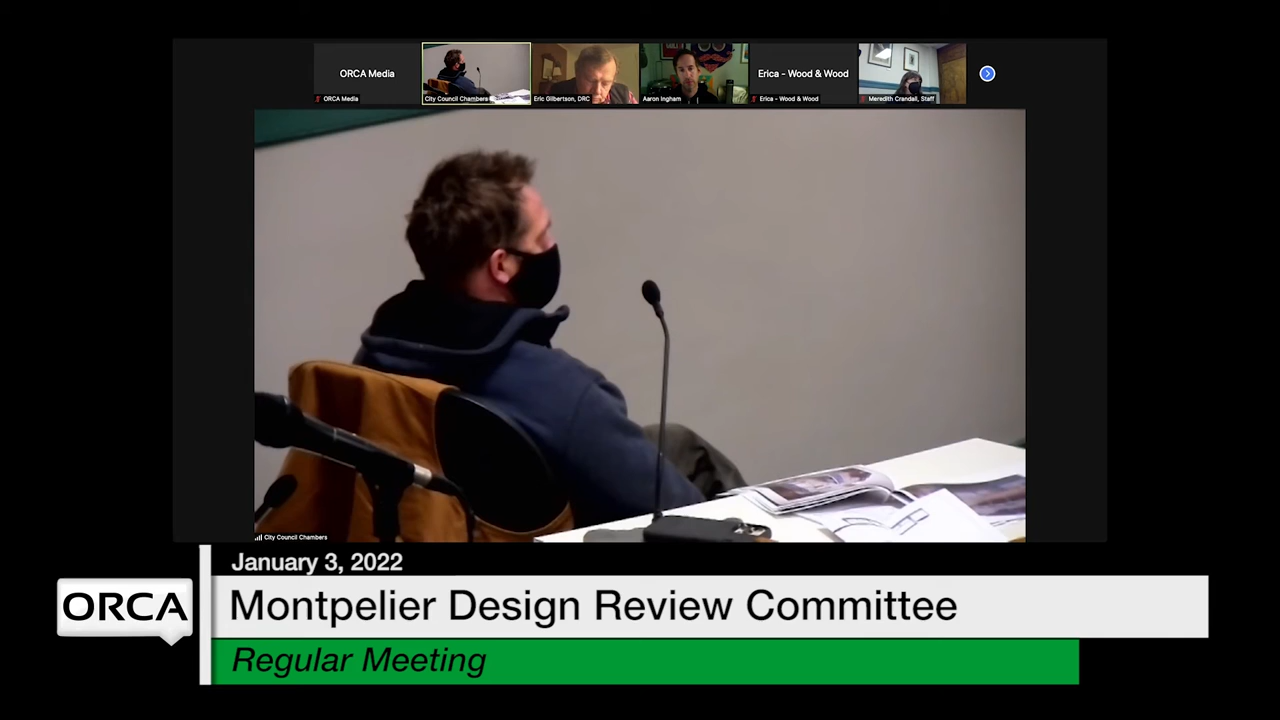 ORCA Media
Erica - Wood & Wood
ORCA Media
City Council Chambers
Eric Gilbertson, DRC
Aaron Ingham
Erica - Wood & Wood
Meredith Crandall, Staff
City Council Chambers
January 3, 2022
ORCA
Montpelier Design Review Committee
Regular Meeting